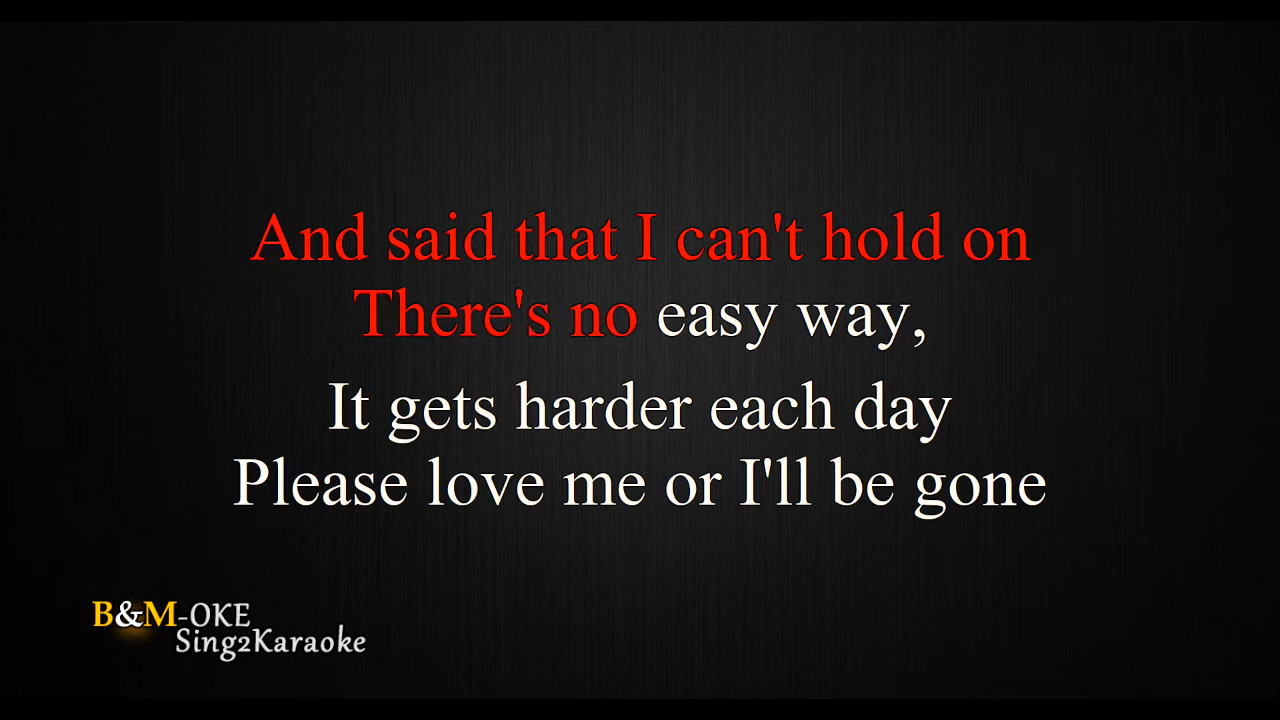 And said that I can't hold on
There's no easy way,
It gets harder each day
Please love me or I'll be gone
B&M-OKE
Sing2Karaoke